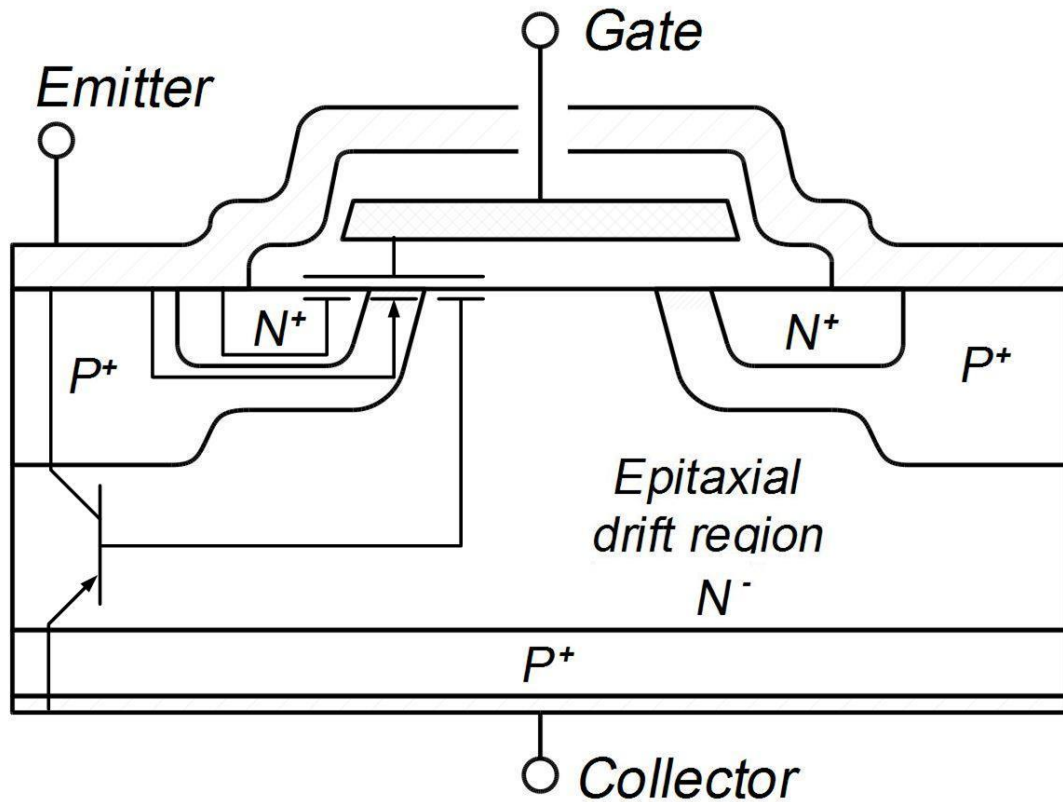 Gate
Emitter
N⁺
N⁺
P⁺
P⁺
Epitaxial
drift region
N⁻
P⁺
Collector